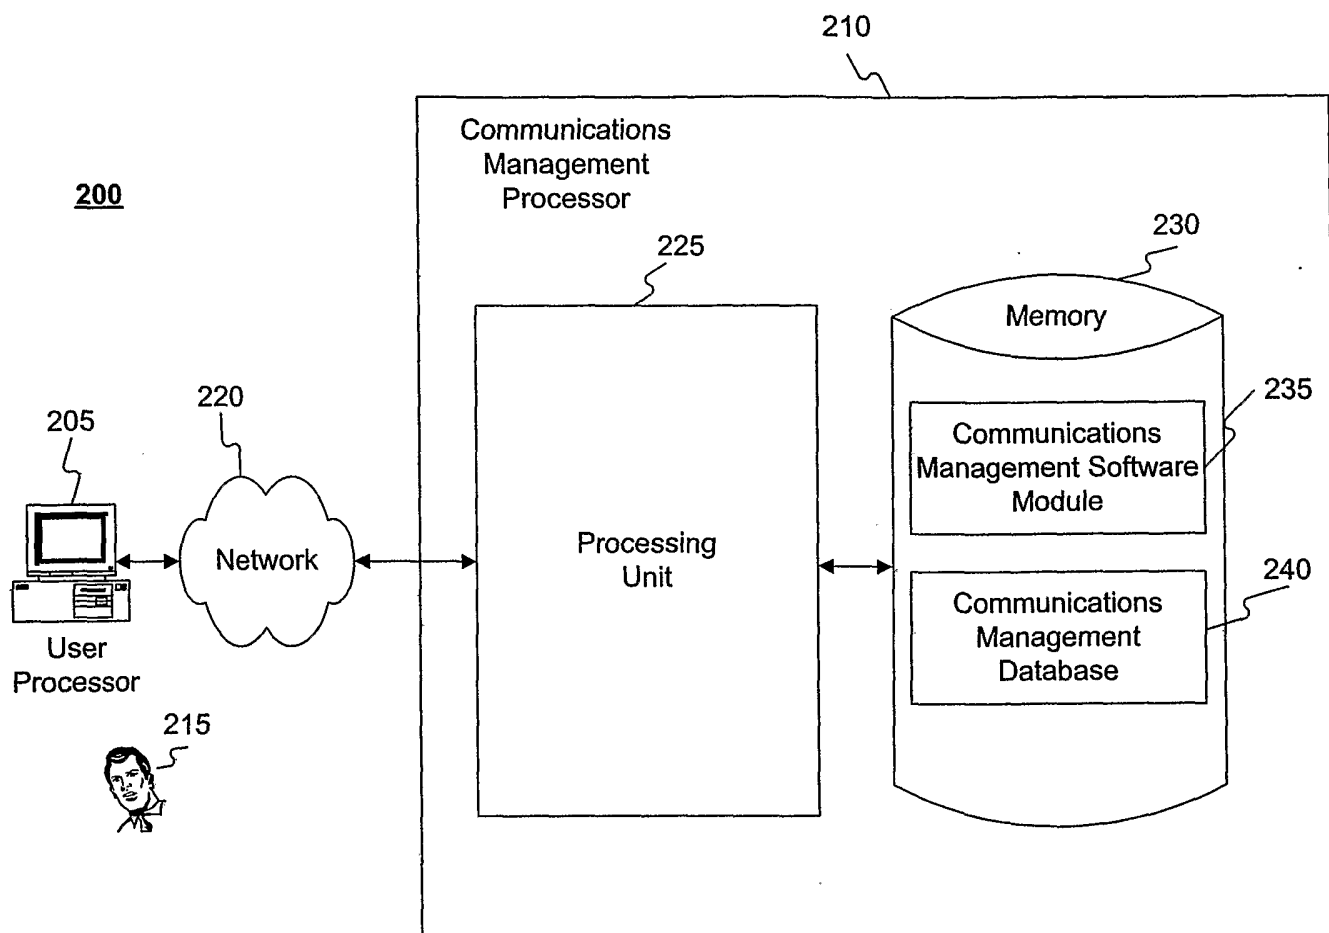 210
Communications
Management
Processor
200
225
230
Memory
205
220
235
Communications
Management Software
Module
Network
Processing
Unit
240
Communications
Management
Database
User
Processor
215